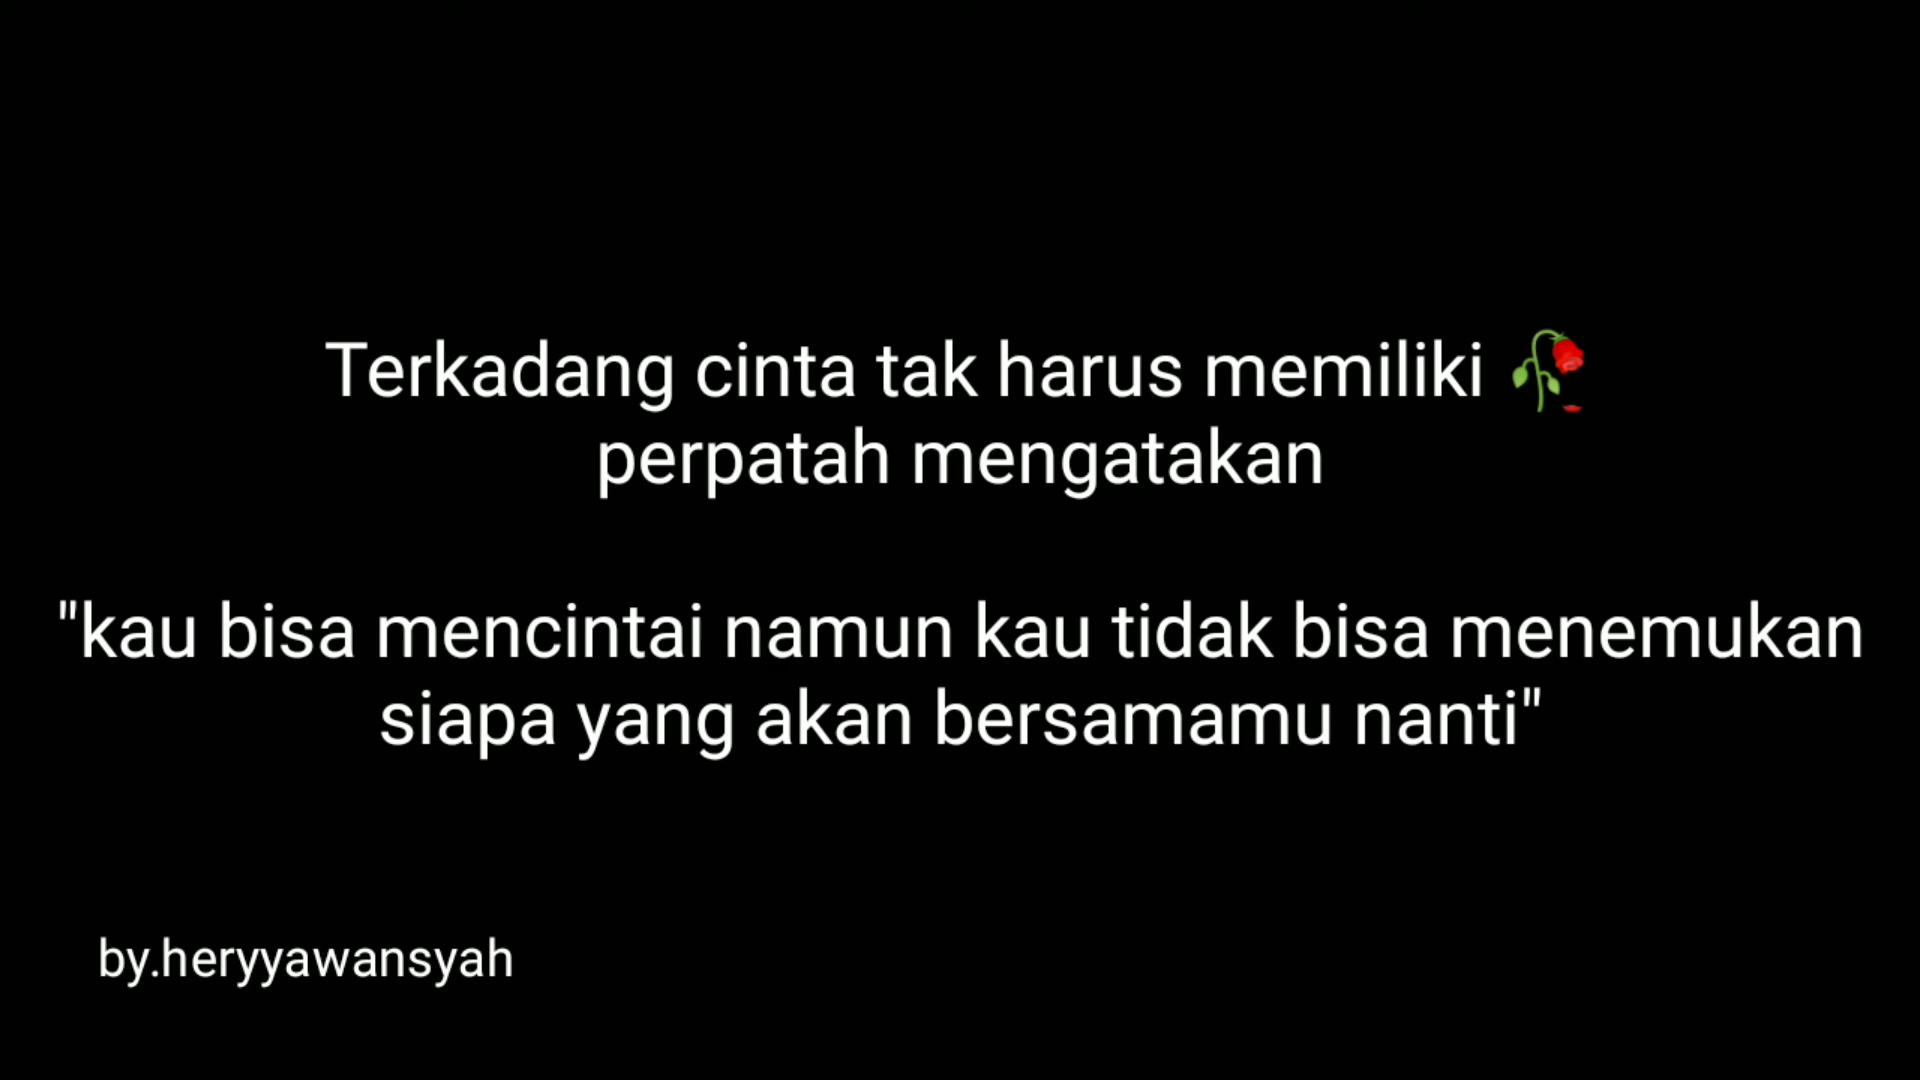 Terkadang cinta tak harus memiliki 🥀
perpatah mengatakan
"kau bisa mencintai namun kau tidak bisa menemukan
siapa yang akan bersamamu nanti"
by.heryyawansyah